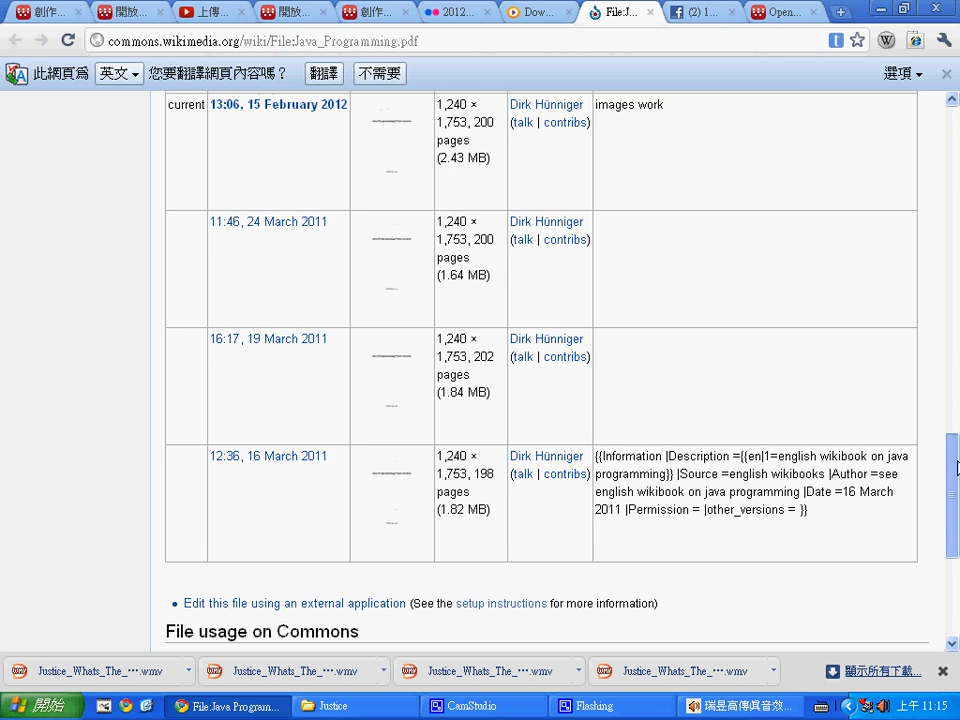 創作...
開放...
上傳...
開放...
創作...
2012...
Dow...
File:J...
(2) 1...
Open...
commons.wikimedia.org/wiki/File:Java_Programming.pdf
此網頁為 英文 您要翻譯網頁內容嗎？ 翻譯 不需要 選項
current 13:06, 15 February 2012 1,240 × 1,753, 200 pages (2.43 MB) Dirk Hünniger (talk | contribs) images work
11:46, 24 March 2011 1,240 × 1,753, 200 pages (1.64 MB) Dirk Hünniger (talk | contribs)
16:17, 19 March 2011 1,240 × 1,753, 202 pages (1.84 MB) Dirk Hünniger (talk | contribs)
12:36, 16 March 2011 1,240 × 1,753, 198 pages (1.82 MB) Dirk Hünniger (talk | contribs) {{Information |Description ={{en|1=english wikibook on java programming}} |Source =english wikibooks |Author =see english wikibook on java programming |Date =16 March 2011 |Permission = |other_versions = }}
Edit this file using an external application (See the setup instructions for more information)
File usage on Commons
Justice_Whats_The_...wmv Justice_Whats_The_...wmv Justice_Whats_The_...wmv Justice_Whats_The_...wmv 顯示所有下載...
開始 File:Java Program... Justice CamStudio Flashing 瑞昱高傳真音效... 上午 11:15